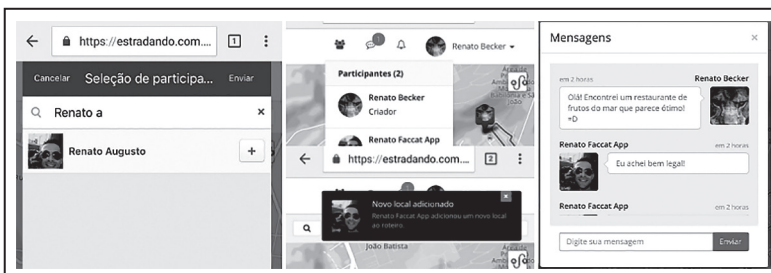 https://estradando.com.... 1
Cancelar Seleção de participa... Enviar
Renato a ×
Renato Augusto +
1 Renato Becker
Participantes (2)
Renato Becker
Criador
Renato Faccat App
https://estradando.com.... 2
Novo local adicionado ×
Renato Faccat App adicionou um novo local
ao roteiro
João Batista
Mensagens ×
em 2 horas Renato Becker
Olá! Encontrei um restaurante de
frutos do mar que parece ótimo!
=D
Renato Faccat App em 2 horas
Eu achei bem legal!
Renato Faccat App em 2 horas
Digite sua mensagem Enviar